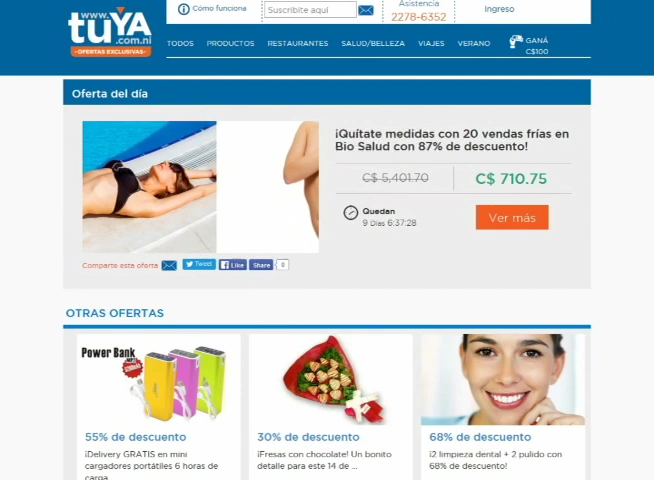 www.
tuYA
.com.ni
-OFERTAS EXCLUSIVAS-
Cómo funciona
Suscribite aquí
Asistencia
2278-6352
Ingreso
TODOS PRODUCTOS RESTAURANTES SALUD/BELLEZA VIAJES VERANO
GANÁ
C$100
Oferta del día
¡Quítate medidas con 20 vendas frías en
Bio Salud con 87% de descuento!
C$ 5,401.70
C$ 710.75
Quedan
9 Días 6:37:28
Ver más
Comparte esta oferta
Tweet
Like
Share
0
OTRAS OFERTAS
Power Bank
55% de descuento
¡Delivery GRATIS en mini
cargadores portátiles 6 horas de
carga
30% de descuento
¡Fresas con chocolate! Un bonito
detalle para este 14 de ...
68% de descuento
¡2 limpieza dental + 2 pulido con
68% de descuento!